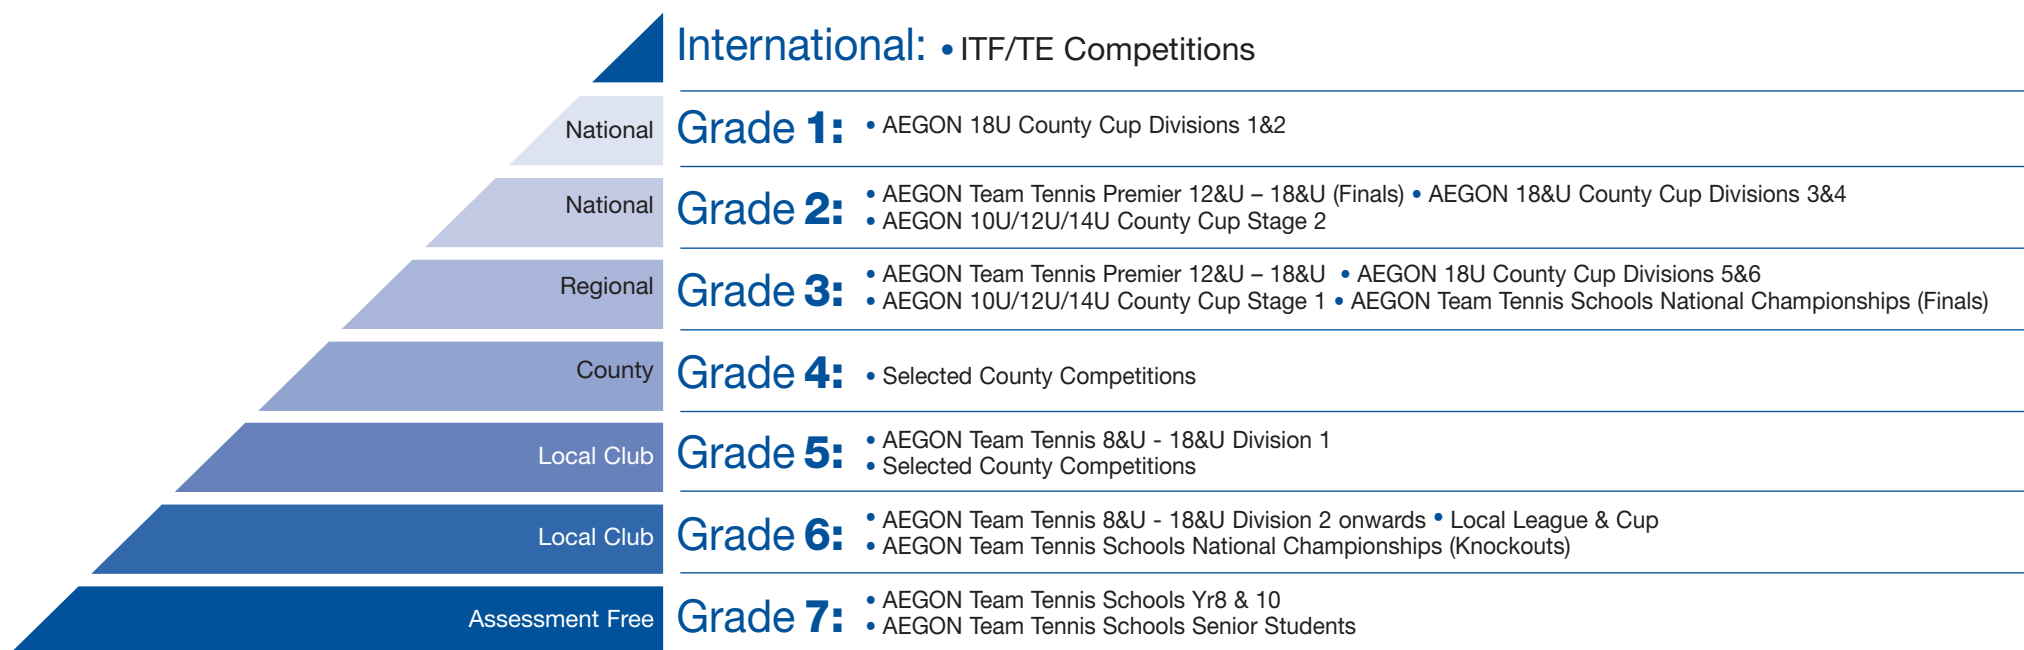 International: • ITF/TE Competitions
National Grade 1: • AEGON 18U County Cup Divisions 1&2
National Grade 2: • AEGON Team Tennis Premier 12&U – 18&U (Finals) • AEGON 18&U County Cup Divisions 3&4
• AEGON 10U/12U/14U County Cup Stage 2
Regional Grade 3: • AEGON Team Tennis Premier 12&U – 18&U • AEGON 18U County Cup Divisions 5&6
• AEGON 10U/12U/14U County Cup Stage 1 • AEGON Team Tennis Schools National Championships (Finals)
County Grade 4: • Selected County Competitions
Local Club Grade 5: • AEGON Team Tennis 8&U - 18&U Division 1
• Selected County Competitions
Local Club Grade 6: • AEGON Team Tennis 8&U - 18&U Division 2 onwards • Local League & Cup
• AEGON Team Tennis Schools National Championships (Knockouts)
Assessment Free Grade 7: • AEGON Team Tennis Schools Yr8 & 10
• AEGON Team Tennis Schools Senior Students